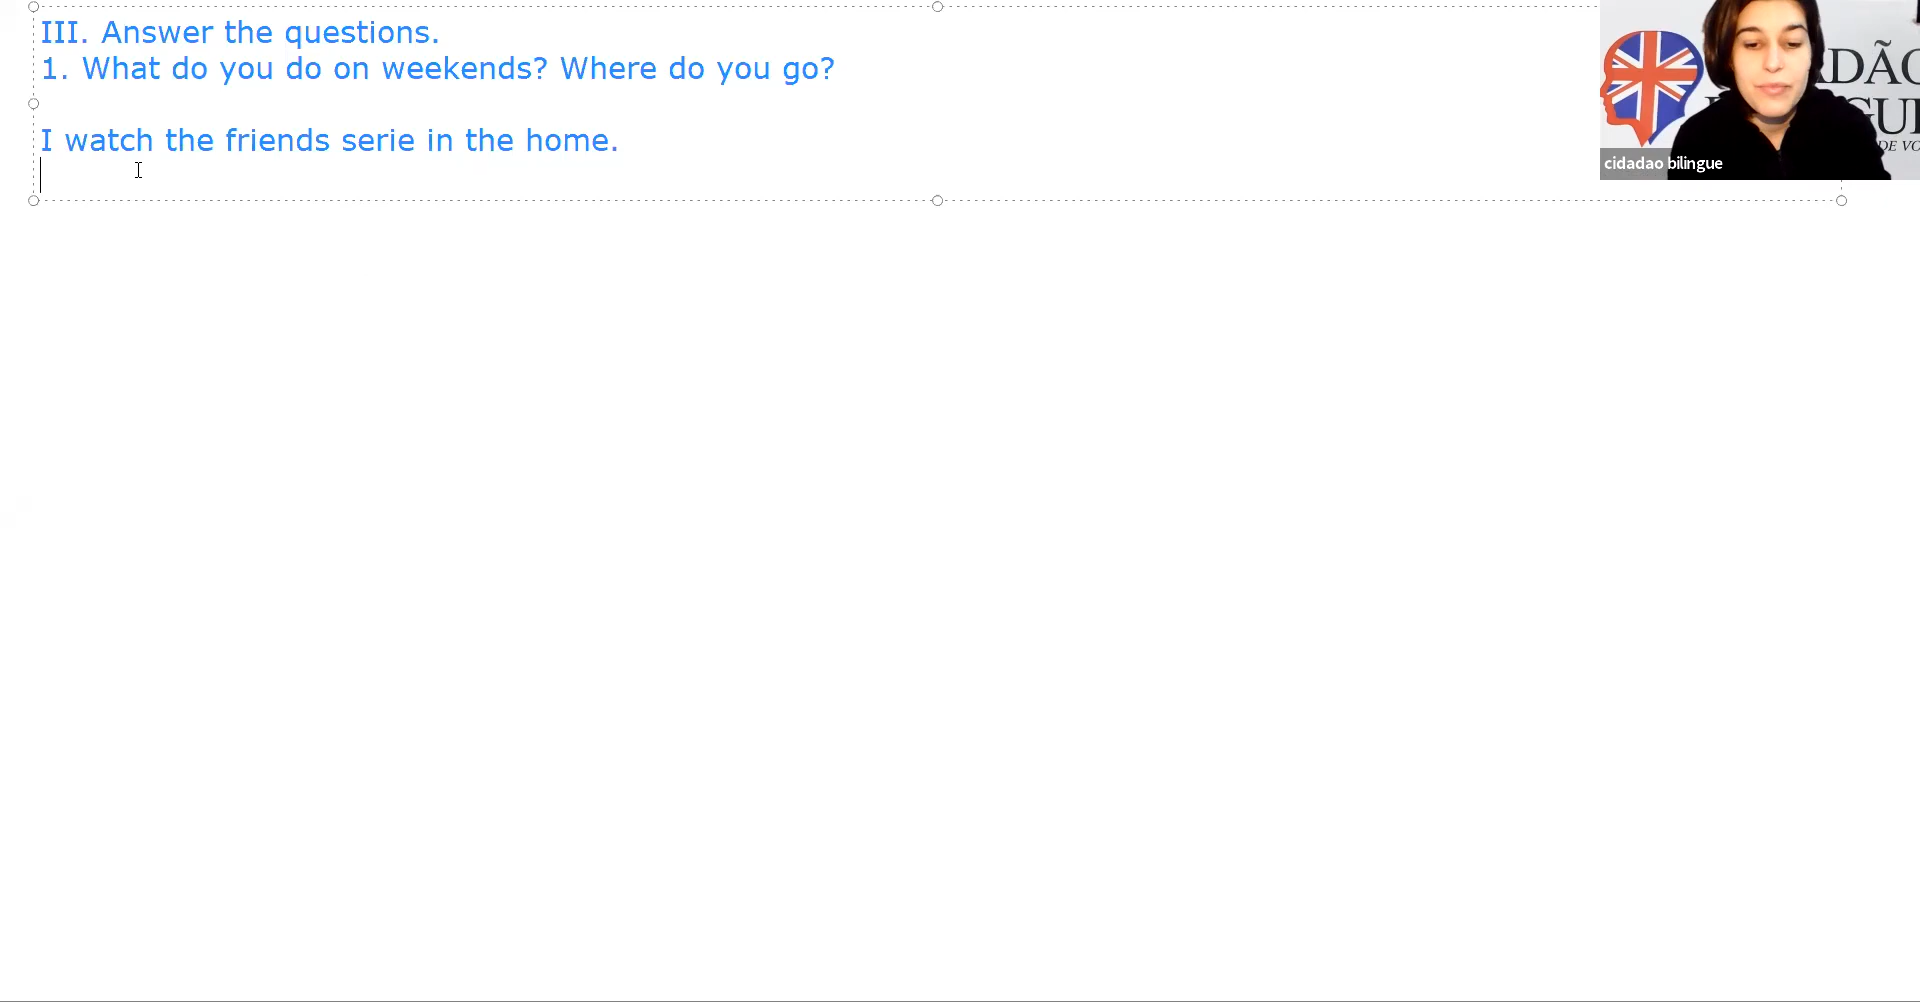 III. Answer the questions.
1. What do you do on weekends? Where do you go?
I watch the friends serie in the home.
cidadao bilingue